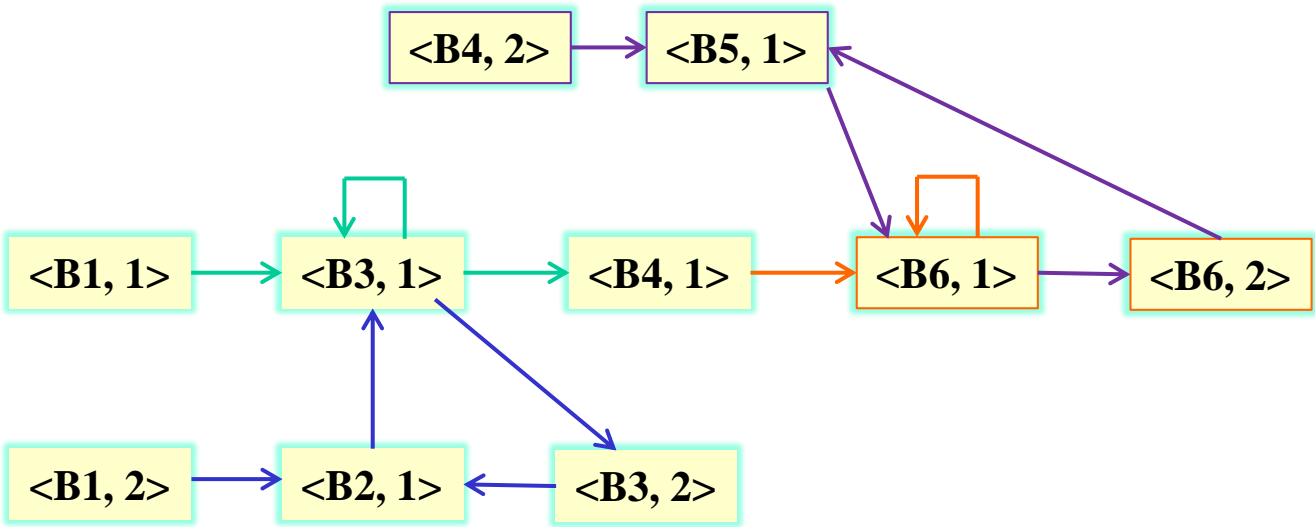 <B4, 2>
<B5, 1>
<B1, 1>
<B3, 1>
<B4, 1>
<B6, 1>
<B6, 2>
<B1, 2>
<B2, 1>
<B3, 2>